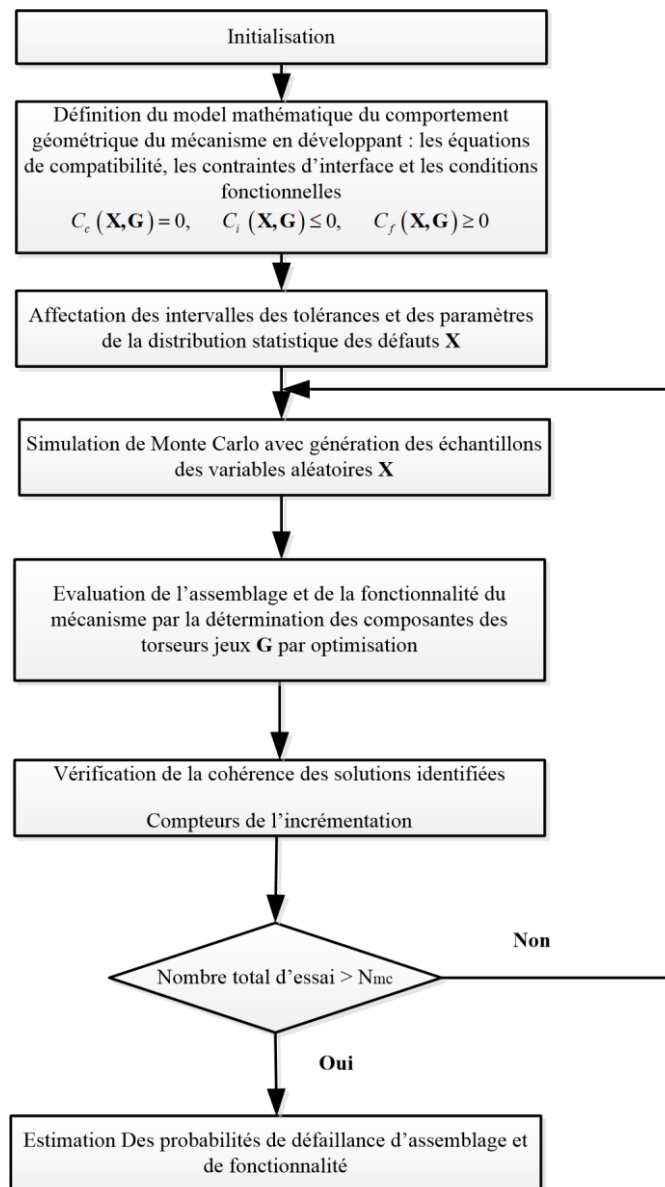 Initialisation
Définition du model mathématique du comportement
géométrique du mécanisme en développant : les équations
de compatibilité, les contraintes d'interface et les conditions
fonctionnelles
C_c (X,G) = 0, C_i (X,G) ≤ 0, C_f (X,G) ≥ 0
Affectation des intervalles des tolérances et des paramètres
de la distribution statistique des défauts X
Simulation de Monte Carlo avec génération des échantillons
des variables aléatoires X
Evaluation de l'assemblage et de la fonctionnalité du
mécanisme par la détermination des composantes des
torseurs jeux G par optimisation
Vérification de la cohérence des solutions identifiées
Compteurs de l'incrémentation
Nombre total d'essai > Nmc
Non
Oui
Estimation Des probabilités de défaillance d'assemblage et
de fonctionnalité